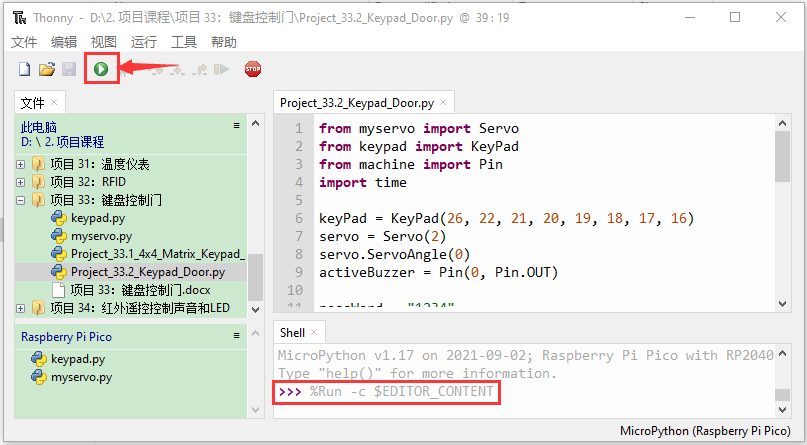 Thonny - D:\2. 项目课程\项目 33：键盘控制门\Project_33.2_Keypad_Door.py @ 39 : 19
文件 编辑 视图 运行 工具 帮助
STOP
文件
此电脑
D: \ 2. 项目课程
项目 31：温度仪表
项目 32：RFID
项目 33：键盘控制门
keypad.py
myservo.py
Project_33.1_4x4_Matrix_Keypad_
Project_33.2_Keypad_Door.py
项目 33：键盘控制门.docx
项目 34：红外遥控控制声音和LED
Raspberry Pi Pico
keypad.py
myservo.py
Project_33.2_Keypad_Door.py
1 from myservo import Servo
2 from keypad import KeyPad
3 from machine import Pin
4 import time
5
6 keyPad = KeyPad(26, 22, 21, 20, 19, 18, 17, 16)
7 servo = Servo(2)
8 servo.ServoAngle(0)
9 activeBuzzer = Pin(0, Pin.OUT)
10
11 passWord = "1234"
Shell
MicroPython v1.17 on 2021-09-02; Raspberry Pi Pico with RP2040
Type "help()" for more information.
>>> %Run -c $EDITOR_CONTENT
MicroPython (Raspberry Pi Pico)